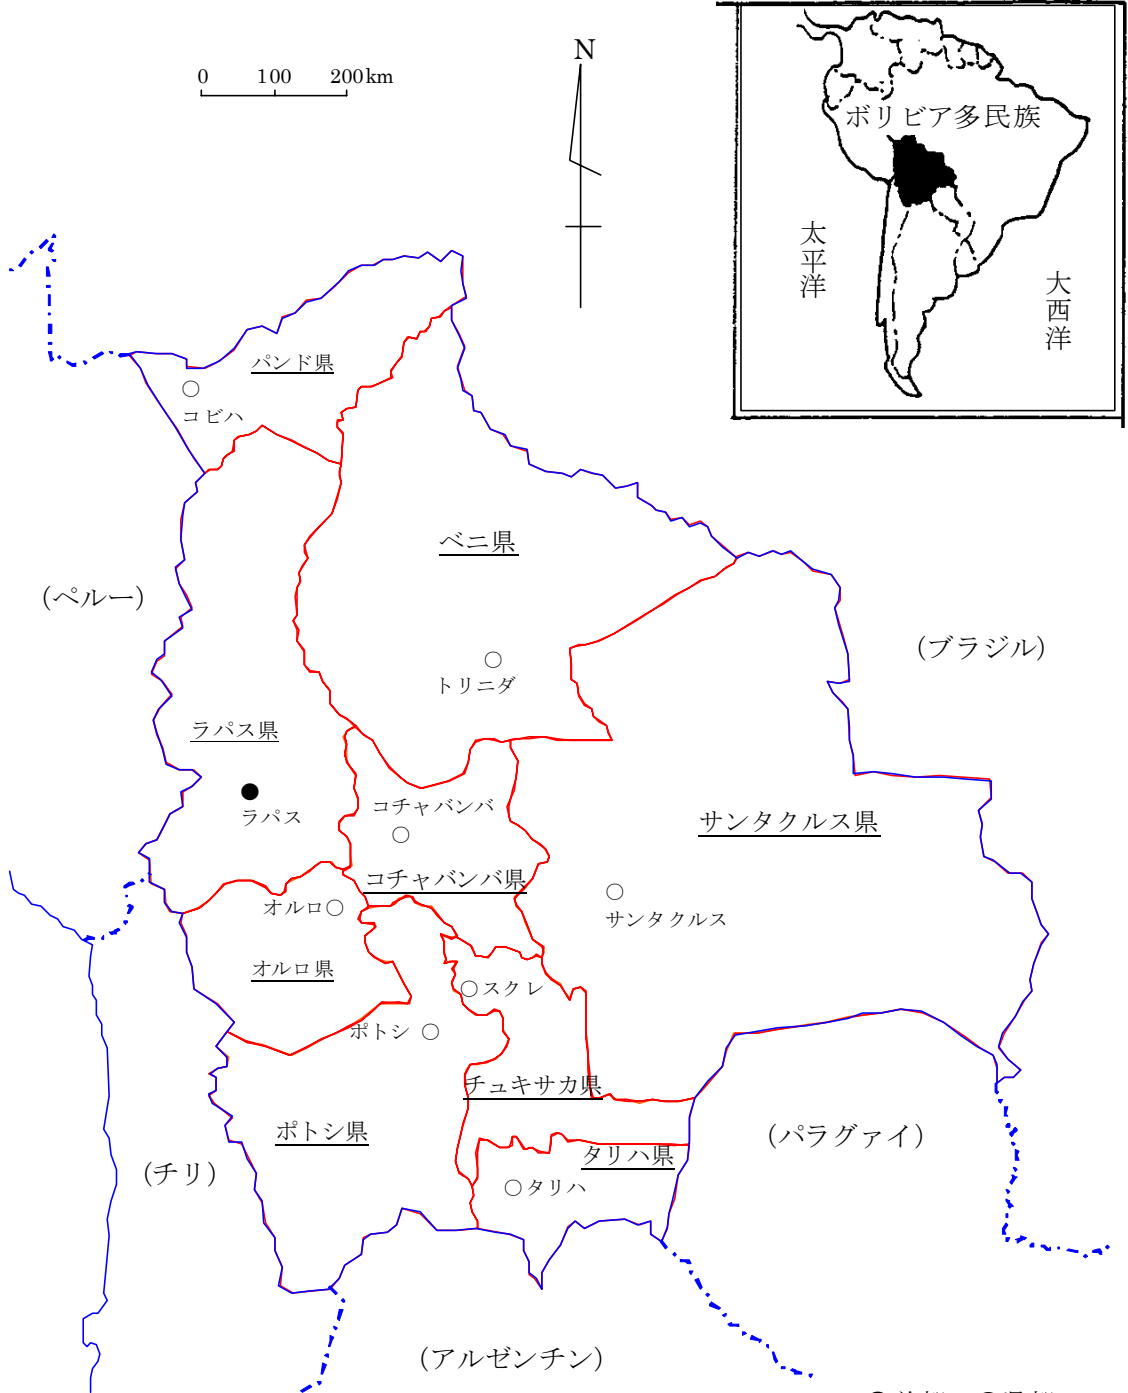 N
0 100 200km
ボリビア多民族
太平洋
大西洋
パンド県
コビハ
ベニ県
(ペルー)
(ブラジル)
トリニダ
ラパス県
ラパス
コチャバンバ
サンタクルス県
コチャバンバ県
オルロ
サンタクルス
オルロ県
スクレ
ポトシ
チュキサカ県
ポトシ県
(パラグァイ)
タリハ県
(チリ)
タリハ
(アルゼンチン)